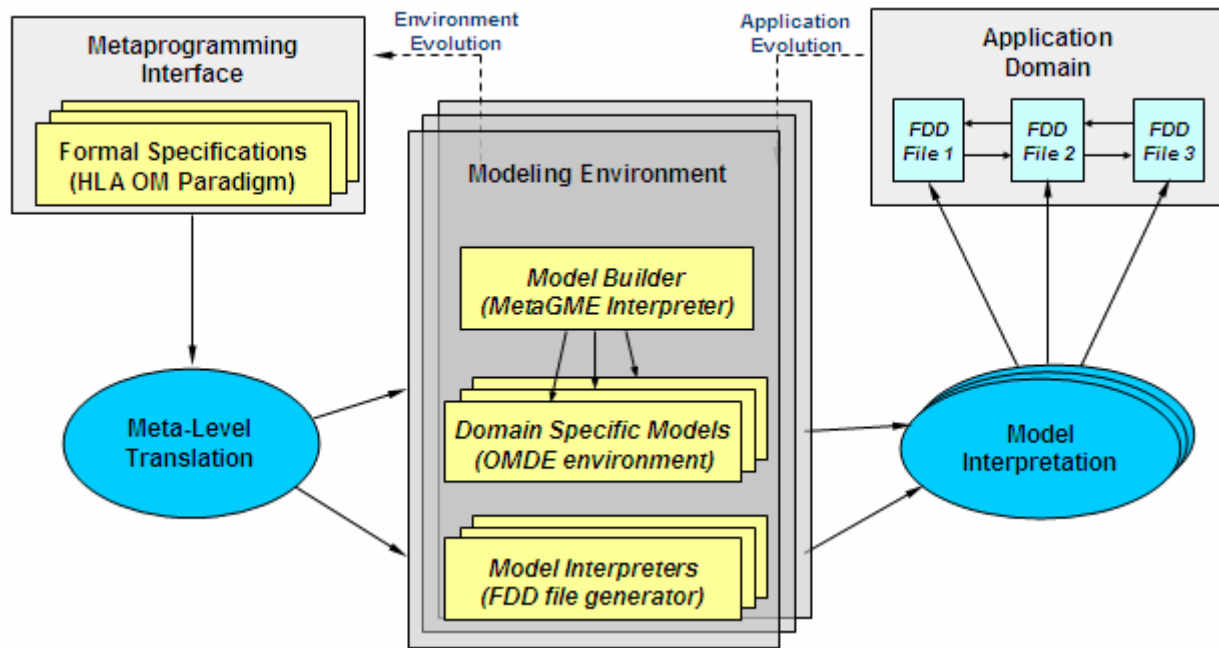 Metaprogramming
Interface
Formal Specifications
(HLA OM Paradigm)
Environment
Evolution
Application
Evolution
Application
Domain
FDD
File 1
FDD
File 2
FDD
File 3
Modeling Environment
Model Builder
(MetaGME Interpreter)
Domain Specific Models
(OMDE environment)
Model Interpreters
(FDD file generator)
Meta-Level
Translation
Model
Interpretation